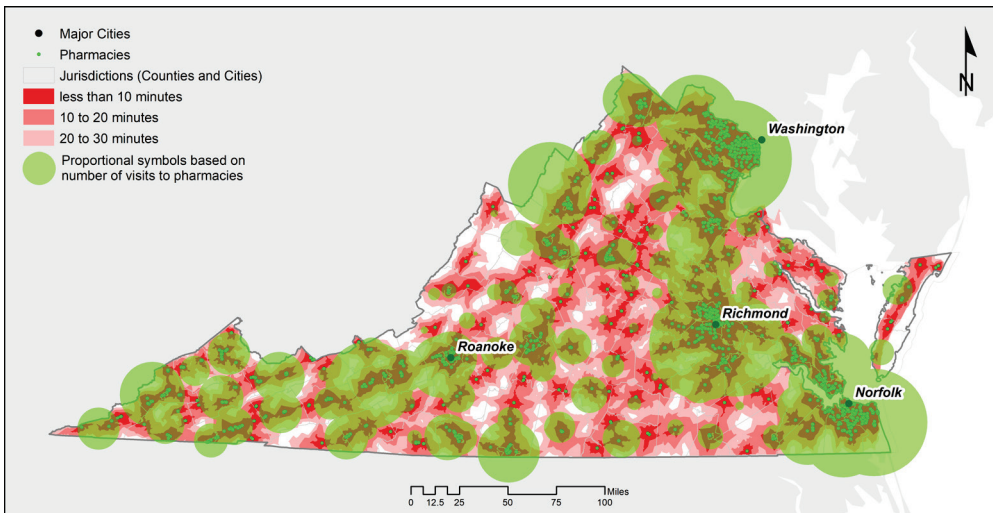 Major Cities
Pharmacies
Jurisdictions (Counties and Cities)
less than 10 minutes
10 to 20 minutes
20 to 30 minutes
Proportional symbols based on
number of visits to pharmacies
N
Washington
Richmond
Roanoke
Norfolk
Miles
0 12.5 25 50 75 100